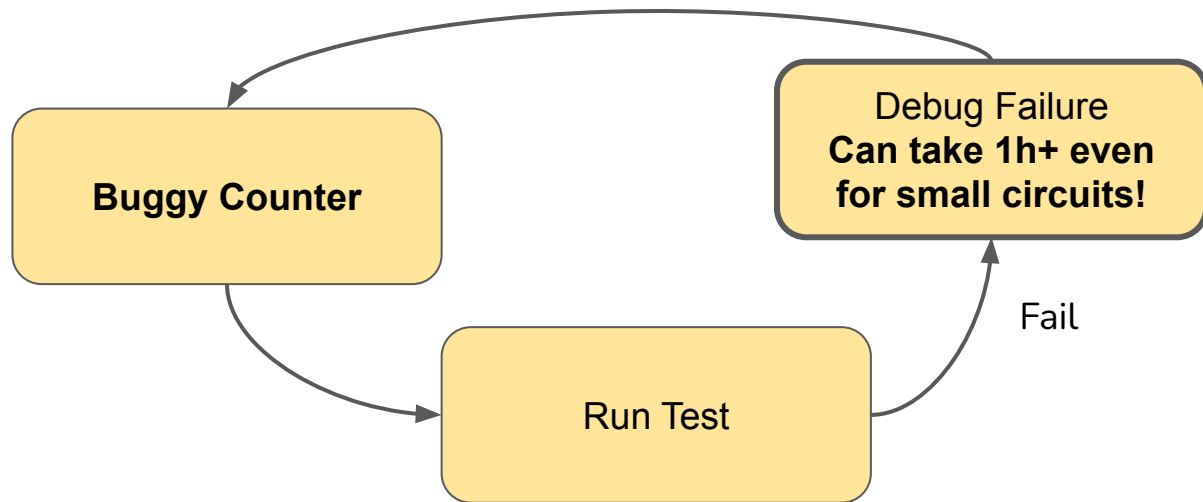 Debug Failure
Can take 1h+ even
for small circuits!
Buggy Counter
Fail
Run Test